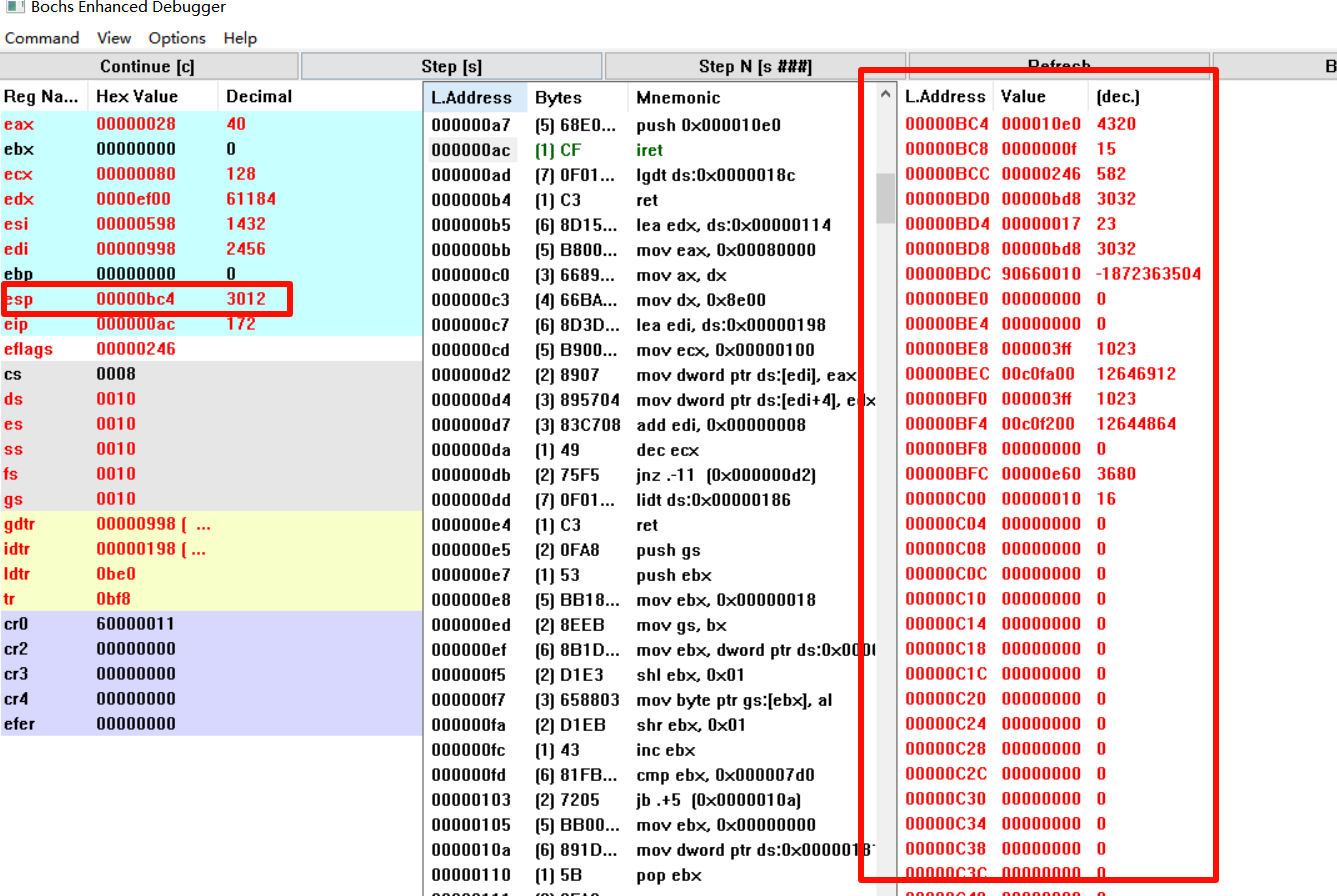 Bochs Enhanced Debugger
Command View Options Help
Continue [c] Step [s] Step N [s ###] Refresh B
Reg Na... Hex Value Decimal
eax 00000028 40
ebx 00000000 0
ecx 00000080 128
edx 0000ef00 61184
esi 00000598 1432
edi 00000998 2456
ebp 00000000 0
esp 00000bc4 3012
eip 000000ac 172
eflags 00000246
cs 0008
ds 0010
es 0010
ss 0010
fs 0010
gs 0010
gdtr 00000998 ( ...
idtr 00000198 ( ...
ldtr 0be0
tr 0bf8
cr0 60000011
cr2 00000000
cr3 00000000
cr4 00000000
efer 00000000
L.Address Bytes Mnemonic
000000a7 (5) 68E0... push 0x000010e0
000000ac (1) CF iret
000000ad (7) 0F01... lgdt ds:0x0000018c
000000b4 (1) C3 ret
000000b5 (6) 8D15... lea edx, ds:0x00000114
000000bb (5) B800... mov eax, 0x00080000
000000c0 (3) 6689... mov ax, dx
000000c3 (4) 66BA... mov dx, 0x8e00
000000c7 (6) 8D3D... lea edi, ds:0x00000198
000000cd (5) B900... mov ecx, 0x00000100
000000d2 (2) 8907 mov dword ptr ds:[edi], eax
000000d4 (3) 895704 mov dword ptr ds:[edi+4], edx
000000d7 (3) 83C708 add edi, 0x00000008
000000da (1) 49 dec ecx
000000db (2) 75F5 jnz .-11 (0x000000d2)
000000dd (7) 0F01... lidt ds:0x00000186
000000e4 (1) C3 ret
000000e5 (2) 0FA8 push gs
000000e7 (1) 53 push ebx
000000e8 (5) BB18... mov ebx, 0x00000018
000000ed (2) 8EEB mov gs, bx
000000ef (6) 8B1D... mov ebx, dword ptr ds:0x000
000000f5 (2) D1E3 shl ebx, 0x01
000000f7 (3) 658803 mov byte ptr gs:[ebx], al
000000fa (2) D1EB shr ebx, 0x01
000000fc (1) 43 inc ebx
000000fd (6) 81FB... cmp ebx, 0x000007d0
00000103 (2) 7205 jb .+5 (0x0000010a)
00000105 (5) BB00... mov ebx, 0x00000000
0000010a (6) 891D... mov dword ptr ds:0x0000018
00000110 (1) 5B pop ebx
L.Address Value (dec.)
00000BC4 000010e0 4320
00000BC8 0000000f 15
00000BCC 00000246 582
00000BD0 00000bd8 3032
00000BD4 00000017 23
00000BD8 00000bd8 3032
00000BDC 90660010 -1872363504
00000BE0 00000000 0
00000BE4 00000000 0
00000BE8 000003ff 1023
00000BEC 00c0fa00 12646912
00000BF0 000003ff 1023
00000BF4 00c0f200 12644864
00000BF8 00000000 0
00000BFC 00000e60 3680
00000C00 00000010 16
00000C04 00000000 0
00000C08 00000000 0
00000C0C 00000000 0
00000C10 00000000 0
00000C14 00000000 0
00000C18 00000000 0
00000C1C 00000000 0
00000C20 00000000 0
00000C24 00000000 0
00000C28 00000000 0
00000C2C 00000000 0
00000C30 00000000 0
00000C34 00000000 0
00000C38 00000000 0
00000C3C 00000000 0